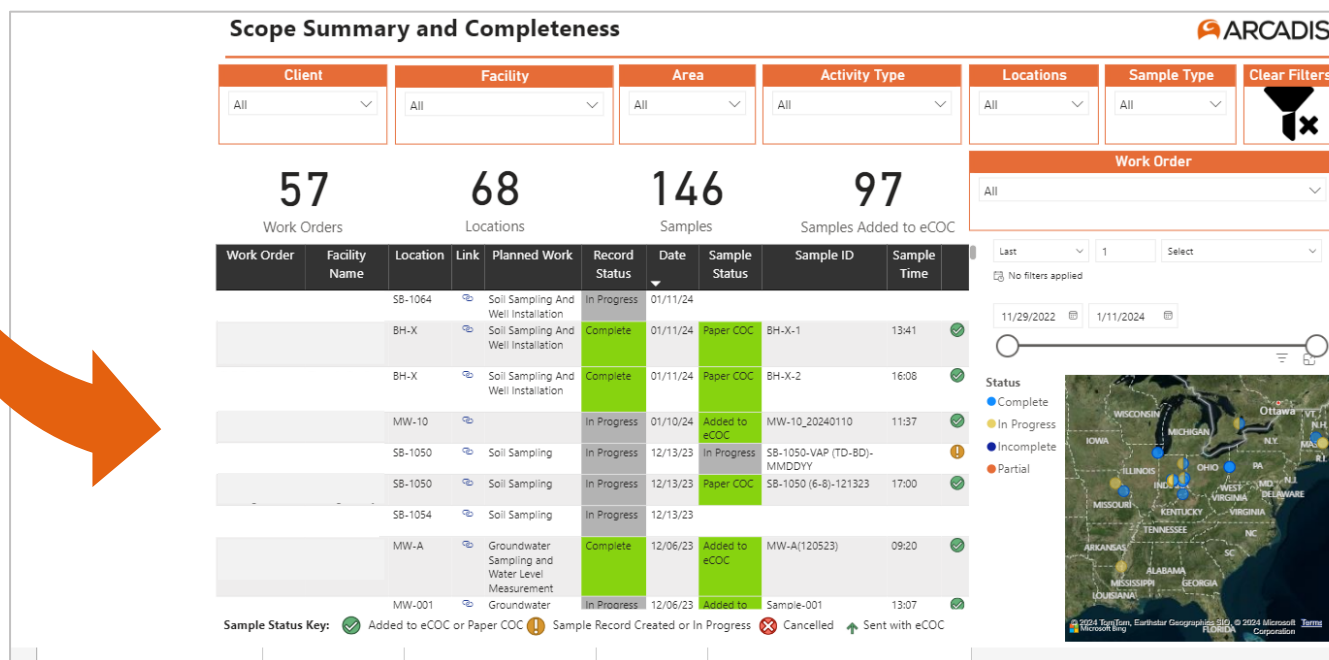 Scope Summary and Completeness
ARCADIS
Client
Facility
Area
Activity Type
Locations
Sample Type
Clear Filters
All
All
All
All
All
All
Work Order
All
57
68
146
97
Work Orders
Locations
Samples
Samples Added to eCOC
Last
1
Select
No filters applied
11/29/2022
1/11/2024
Work Order Facility Name Location Link Planned Work Record Status Date Sample Status Sample ID Sample Time
SB-1064 Soil Sampling And Well Installation In Progress 01/11/24
BH-X Soil Sampling And Well Installation Complete 01/11/24 Paper COC BH-X-1 13:41
BH-X Soil Sampling And Well Installation Complete 01/11/24 Paper COC BH-X-2 16:08
MW-10 In Progress 01/10/24 Added to eCOC MW-10_20240110 11:37
SB-1050 Soil Sampling In Progress 12/13/23 In Progress SB-1050-VAP (TD-BD)-MMDDYY
SB-1050 Soil Sampling In Progress 12/13/23 Paper COC SB-1050 (6-8)-121323 17:00
SB-1054 Soil Sampling In Progress 12/13/23
MW-A Groundwater Sampling and Water Level Measurement Complete 12/06/23 Added to eCOC MW-A(120523) 09:20
MW-001 Groundwater In Progress 12/06/23 Added to Sample-001 13:07
Status
Complete
In Progress
Incomplete
Partial
WISCONSIN
Ottawa
VT.
N.H.
MICHIGAN
IOWA
N.Y.
MAS
R.I.
ILLINOIS
IND.
OHIO
PA
N.J.
MD
WEST VIRGINIA
DELAWARE
MISSOURI
KENTUCKY
VIRGINIA
TENNESSEE
NC
ARKANSAS
SC
ALABAMA
MISSISSIPPI
GEORGIA
LOUISIANA
FLORIDA
© 2024 TomTom, Earthstar Geographics SIO, © 2024 Microsoft Corporation Terms
Microsoft Bing
Sample Status Key: Added to eCOC or Paper COC Sample Record Created or In Progress Cancelled Sent with eCOC